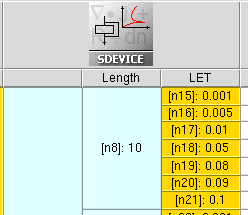 SDEVICE
Length LET
[n8]: 10
[n15]: 0.001
[n16]: 0.005
[n17]: 0.01
[n18]: 0.05
[n19]: 0.08
[n20]: 0.09
[n21]: 0.1